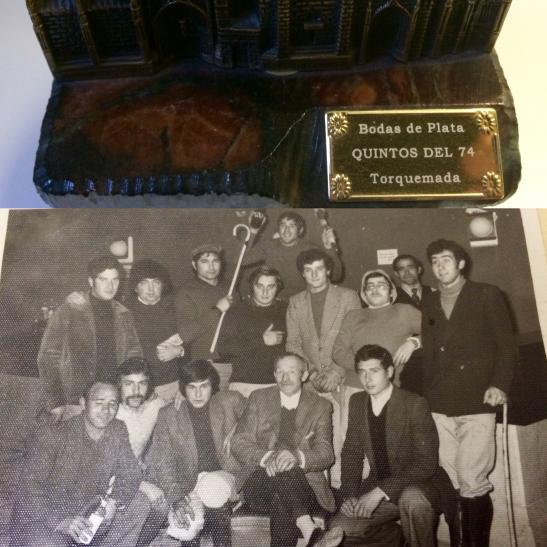 Bodas de Plata
QUINTOS DEL 74
Torquemada